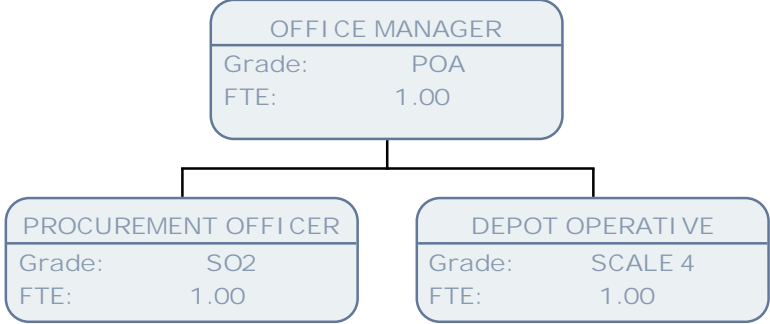 OFFICE MANAGER
Grade: POA
FTE: 1.00
PROCUREMENT OFFICER
Grade: SO2
FTE: 1.00
DEPOT OPERATIVE
Grade: SCALE 4
FTE: 1.00